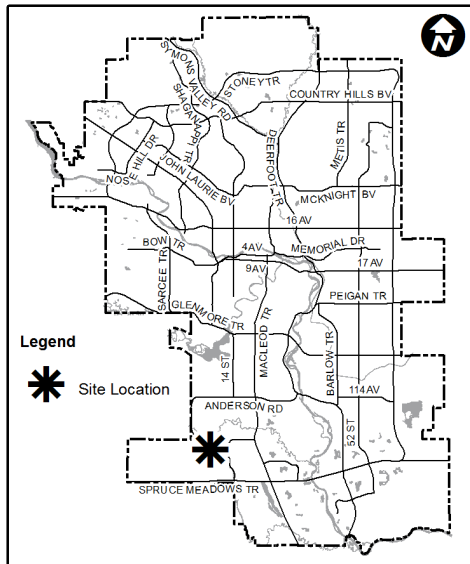 N
SYMONS VALLEY RD
STONEY TR
COUNTRY HILLS BV
SHAGANAPPI TR
METIS TR
DEERFOOT TR
NOSE HILL DR
JOHN LAURIE BV
MCKNIGHT BV
16 AV
BOW TR
4 AV
MEMORIAL DR
9 AV
17 AV
SARCEE TR
PEIGAN TR
GLENMORE TR
MACLEOD TR
BARLOW TR
14 ST
114 AV
ANDERSON RD
52 ST
SPRUCE MEADOWS TR
Legend
Site Location